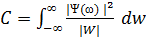 C = ∫_{-∞}^{∞} |Ψ(ω) |² / |W| dw